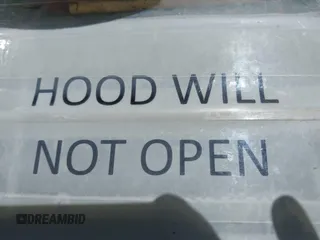 HOOD WILL
NOT OPEN
DREAMBID